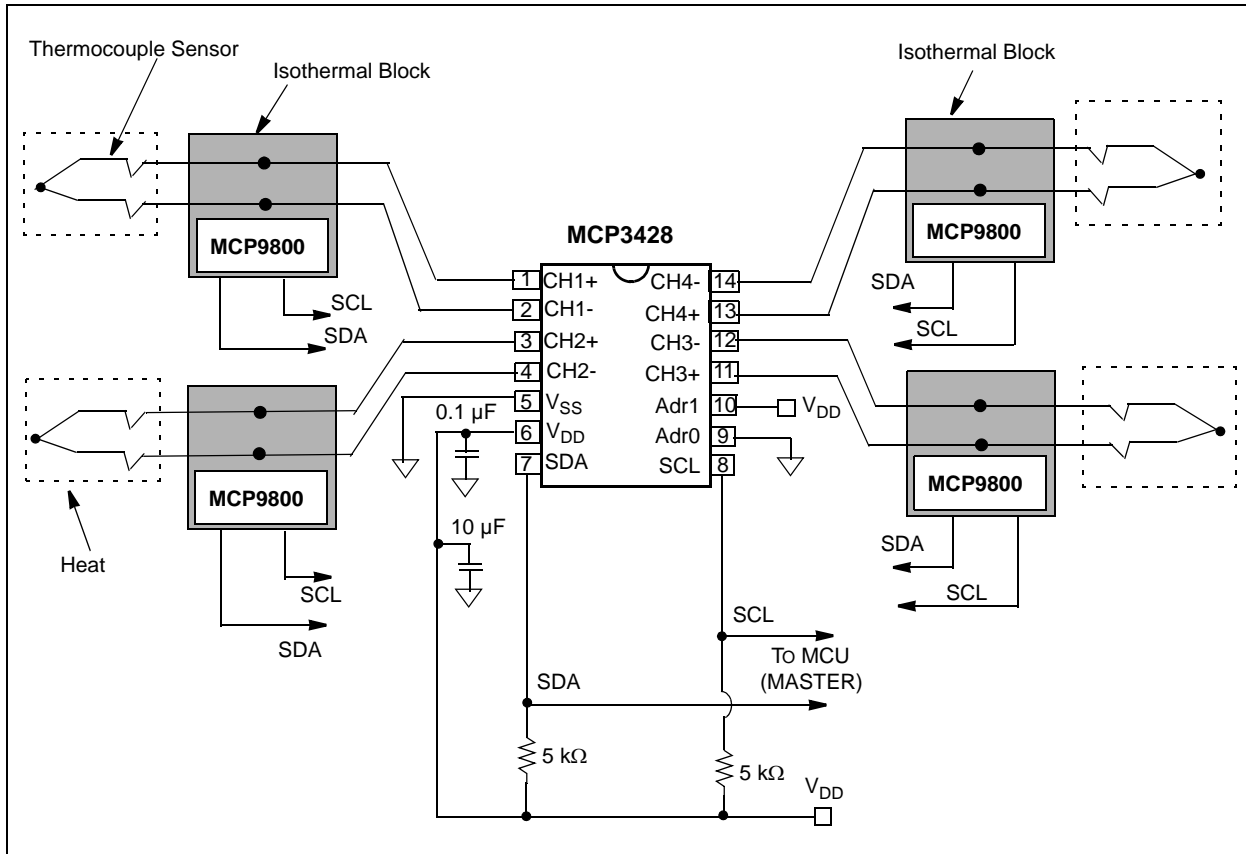 Thermocouple Sensor
Isothermal Block
Isothermal Block
MCP9800
SCL
SDA
MCP9800
SDA
SCL
MCP3428
1 CH1+ CH4- 14
2 CH1- CH4+ 13
3 CH2+ CH3- 12
4 CH2- CH3+ 11
5 VSS Adr1 10
6 VDD Adr0 9
7 SDA SCL 8
VDD
0.1 µF
10 µF
MCP9800
SCL
SDA
Heat
MCP9800
SDA
SCL
SCL
TO MCU
(MASTER)
SDA
5 kΩ
5 kΩ
VDD